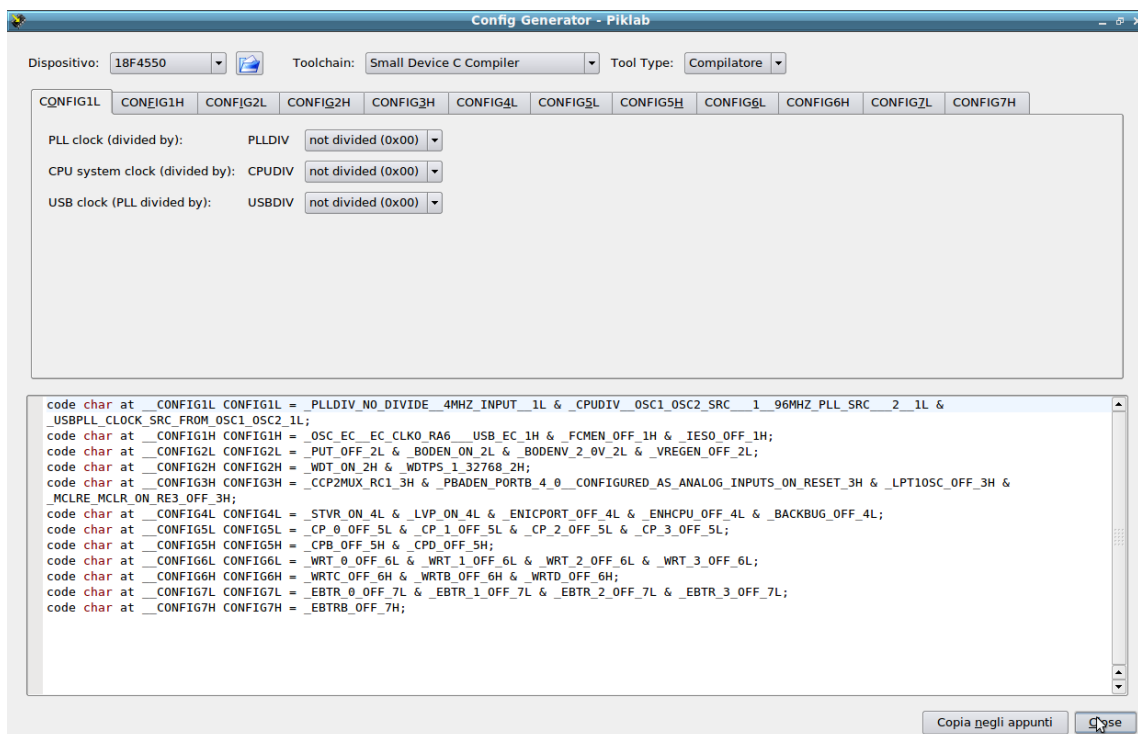 Config Generator - Piklab
Dispositivo: 18F4550 Toolchain: Small Device C Compiler Tool Type: Compilatore
CONFIG1L CONFIG1H CONFIG2L CONFIG2H CONFIG3H CONFIG4L CONFIG5L CONFIG5H CONFIG6L CONFIG6H CONFIG7L CONFIG7H
PLL clock (divided by): PLLDIV not divided (0x00)
CPU system clock (divided by): CPUDIV not divided (0x00)
USB clock (PLL divided by): USBDIV not divided (0x00)
code char at __CONFIG1L CONFIG1L = _PLLDIV_NO_DIVIDE__4MHZ_INPUT__1L & _CPUDIV__OSC1_OSC2_SRC___1__96MHZ_PLL_SRC___2__1L &
_USBPLL_CLOCK_SRC_FROM_OSC1_OSC2_1L;
code char at __CONFIG1H CONFIG1H = _OSC_EC__EC_CLKO_RA6___USB_EC_1H & _FCMEN_OFF_1H & _IESO_OFF_1H;
code char at __CONFIG2L CONFIG2L = _PUT_OFF_2L & _BODEN_ON_2L & _BODENV_2_0V_2L & _VREGEN_OFF_2L;
code char at __CONFIG2H CONFIG2H = _WDT_ON_2H & _WDTPS_1_32768_2H;
code char at __CONFIG3H CONFIG3H = _CCP2MUX_RC1_3H & _PBADEN_PORTB_4_0__CONFIGURED_AS_ANALOG_INPUTS_ON_RESET_3H & _LPT1OSC_OFF_3H &
_MCLRE_MCLR_ON_RE3_OFF_3H;
code char at __CONFIG4L CONFIG4L = _STVR_ON_4L & _LVP_ON_4L & _ENICPORT_OFF_4L & _ENHCPU_OFF_4L & _BACKBUG_OFF_4L;
code char at __CONFIG5L CONFIG5L = _CP_0_OFF_5L & _CP_1_OFF_5L & _CP_2_OFF_5L & _CP_3_OFF_5L;
code char at __CONFIG5H CONFIG5H = _CPB_OFF_5H & _CPD_OFF_5H;
code char at __CONFIG6L CONFIG6L = _WRT_0_OFF_6L & _WRT_1_OFF_6L & _WRT_2_OFF_6L & _WRT_3_OFF_6L;
code char at __CONFIG6H CONFIG6H = _WRTC_OFF_6H & _WRTB_OFF_6H & _WRTD_OFF_6H;
code char at __CONFIG7L CONFIG7L = _EBTR_0_OFF_7L & _EBTR_1_OFF_7L & _EBTR_2_OFF_7L & _EBTR_3_OFF_7L;
code char at __CONFIG7H CONFIG7H = _EBTRB_OFF_7H;
Copia negli appunti Close